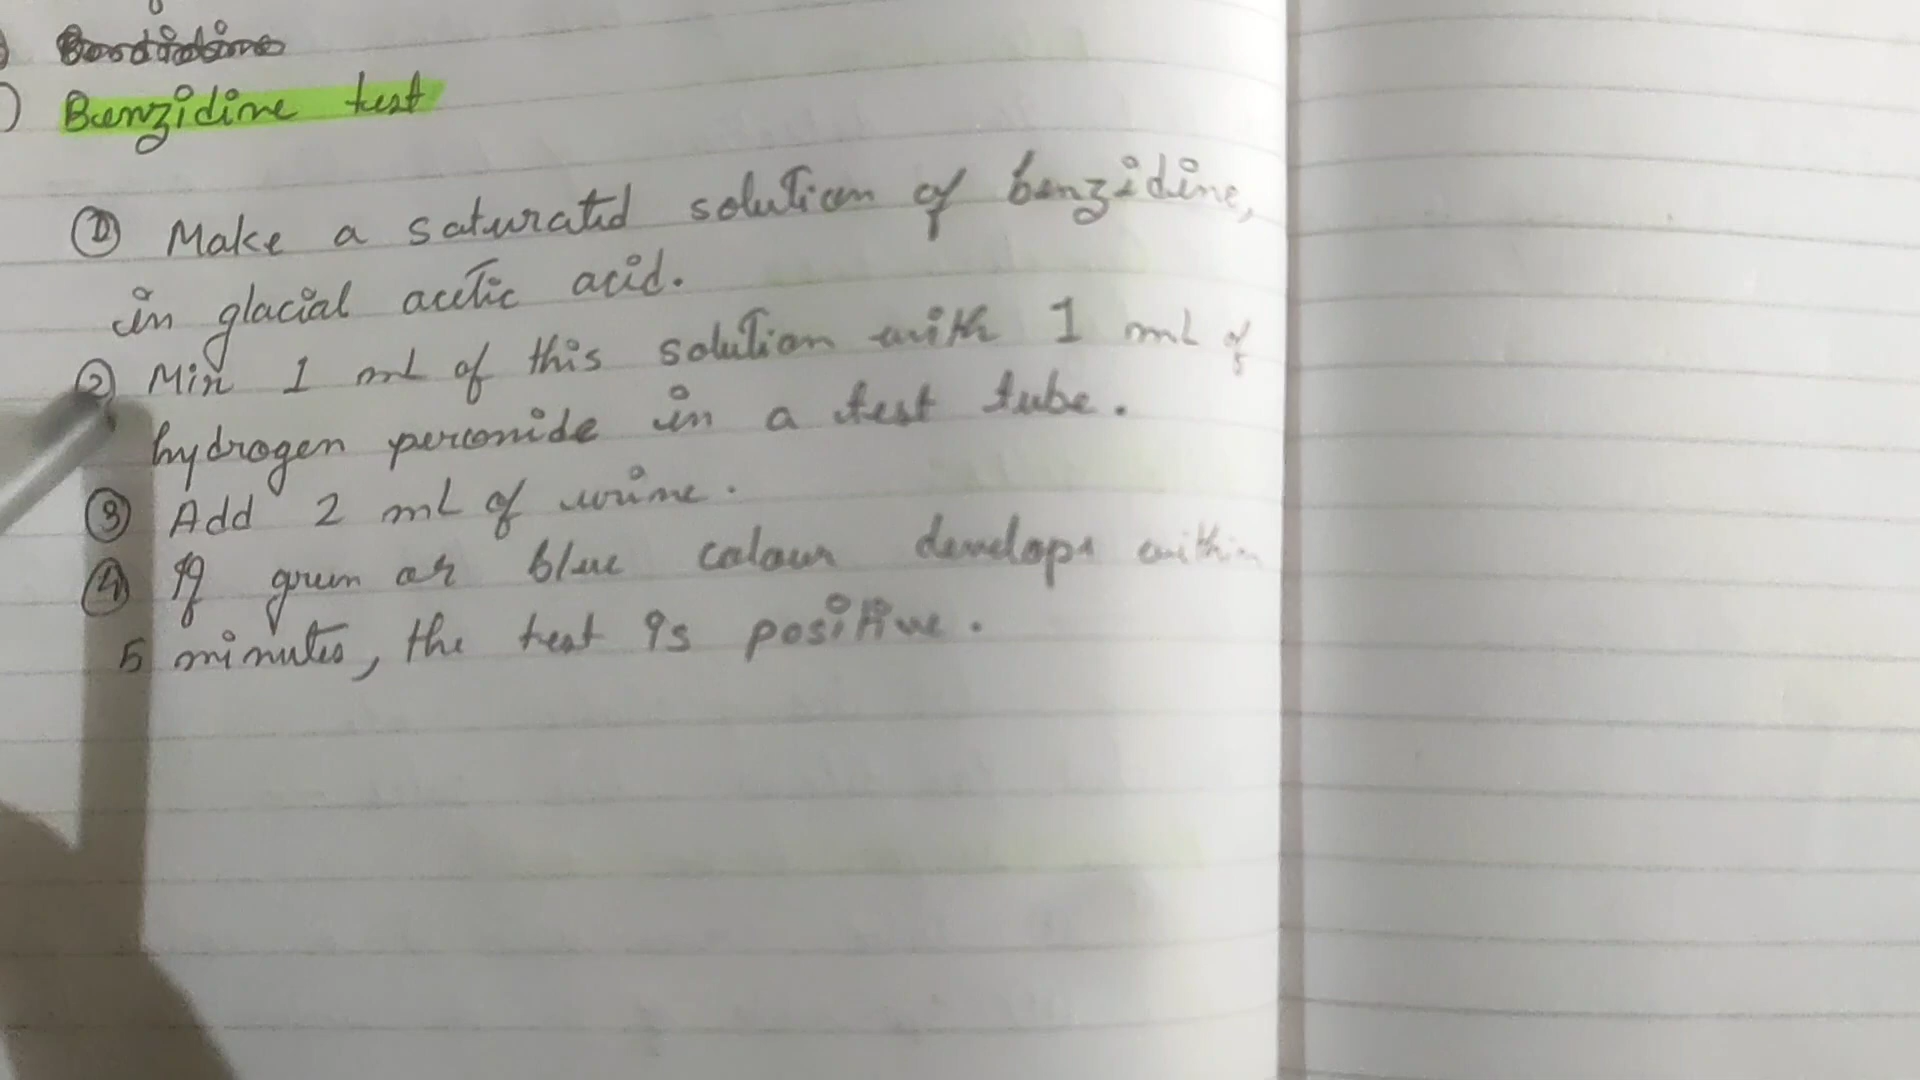 Benzidine test
① Make a saturated solution of benzidine,
in glacial acetic acid.
② Mix 1 ml of this solution with 1 ml of
hydrogen peroxide in a test tube.
③ Add 2 ml of urine.
④ If green or blue colour develops within
5 minutes, the test is positive.